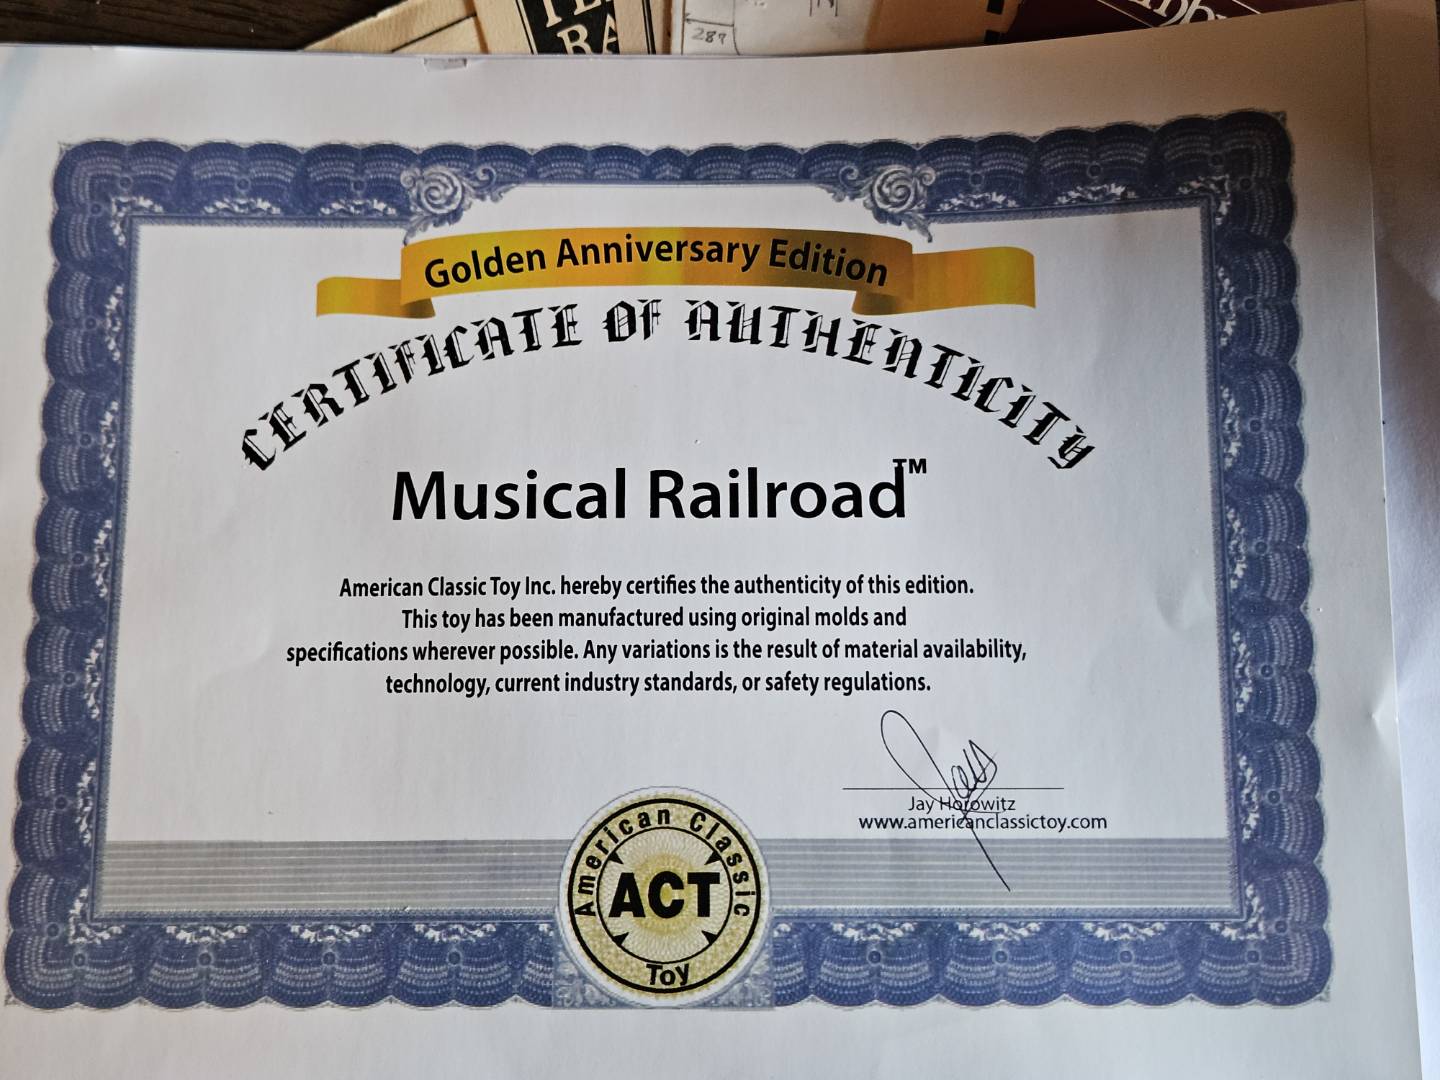 289
Golden Anniversary Edition
CERTIFICATE OF AUTHENTICITY
Musical Railroad™
American Classic Toy Inc. hereby certifies the authenticity of this edition.
This toy has been manufactured using original molds and
specifications wherever possible. Any variations is the result of material availability,
technology, current industry standards, or safety regulations.
Jay Horowitz
www.americanclassictoy.com
American Classic
ACT
Toy